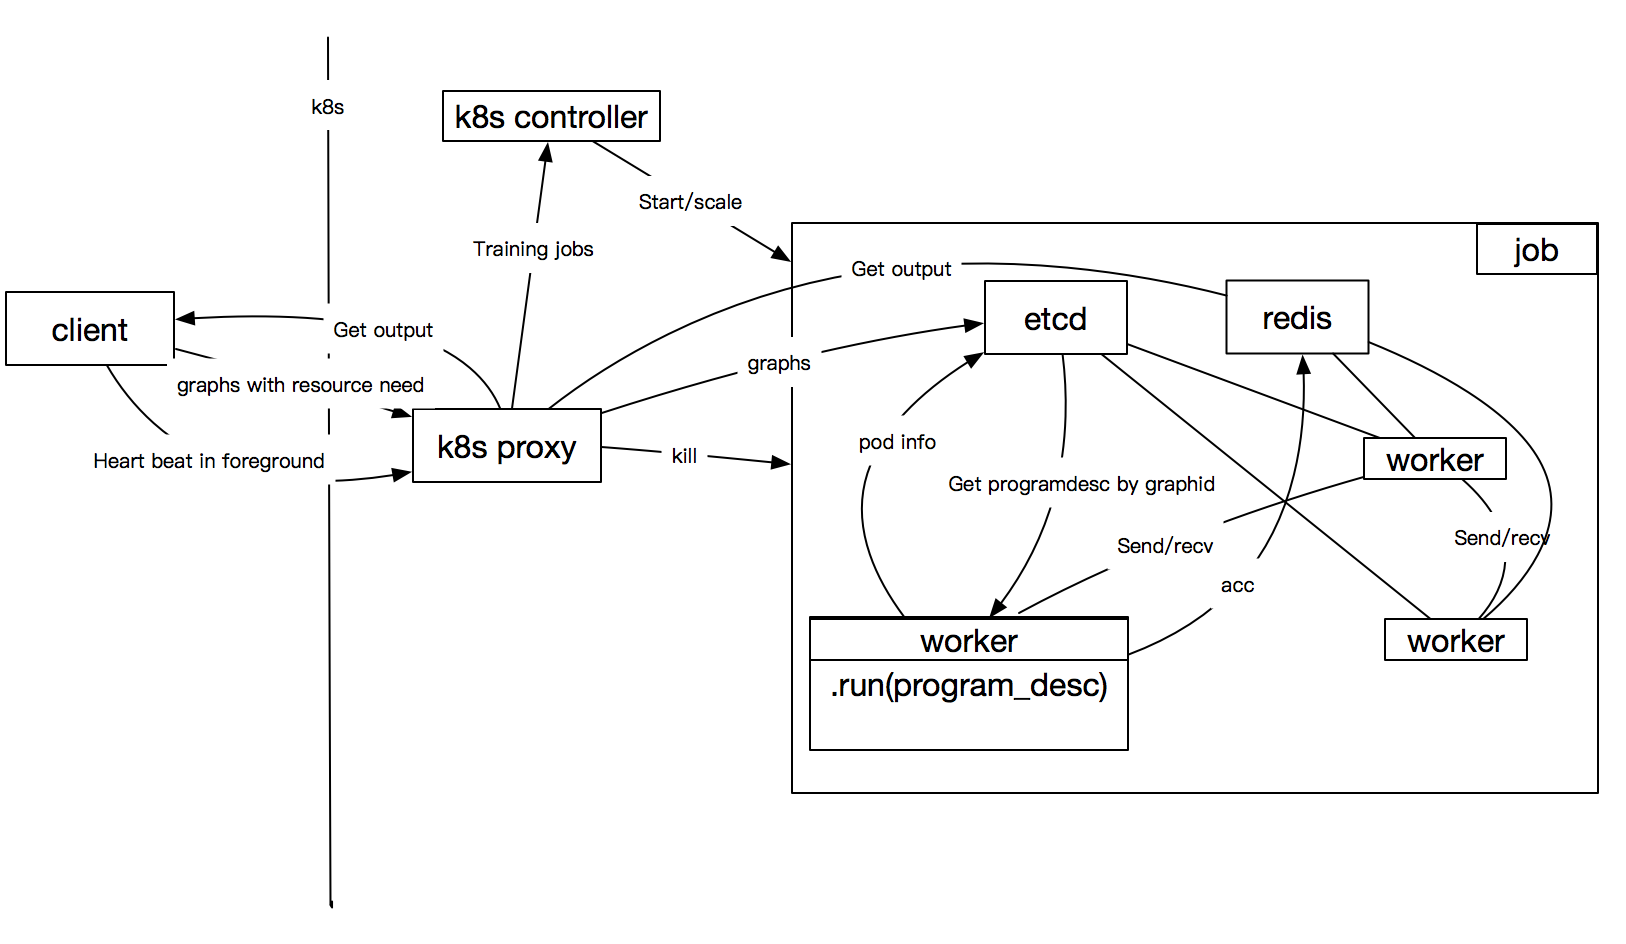 k8s
k8s controller
Start/scale
Training jobs
job
Get output
etcd
redis
client
Get output
graphs
graphs with resource need
k8s proxy
kill
pod info
worker
Heart beat in foreground
Get programdesc by graphid
Send/recv
Send/recv
acc
worker
.run(program_desc)
worker